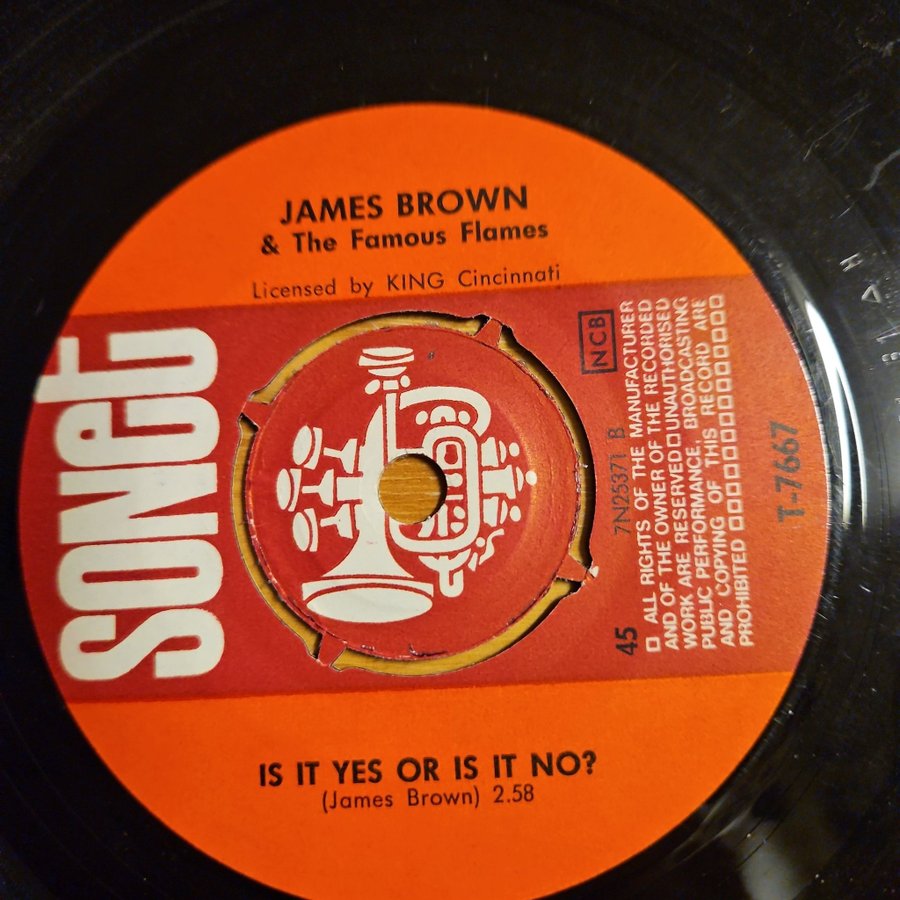 JAMES BROWN
& The Famous Flames
Licensed by KING Cincinnati
SONET
NCB
45
7N25371 B
□ ALL RIGHTS OF THE MANUFACTURER
AND OF THE OWNER OF THE RECORDED
WORK ARE RESERVED □ UNAUTHORISED
PUBLIC PERFORMANCE, BROADCASTING
AND COPYING OF THIS RECORD ARE
PROHIBITED □□□□□□□□□□□□□
T-7667
IS IT YES OR IS IT NO?
(James Brown) 2.58